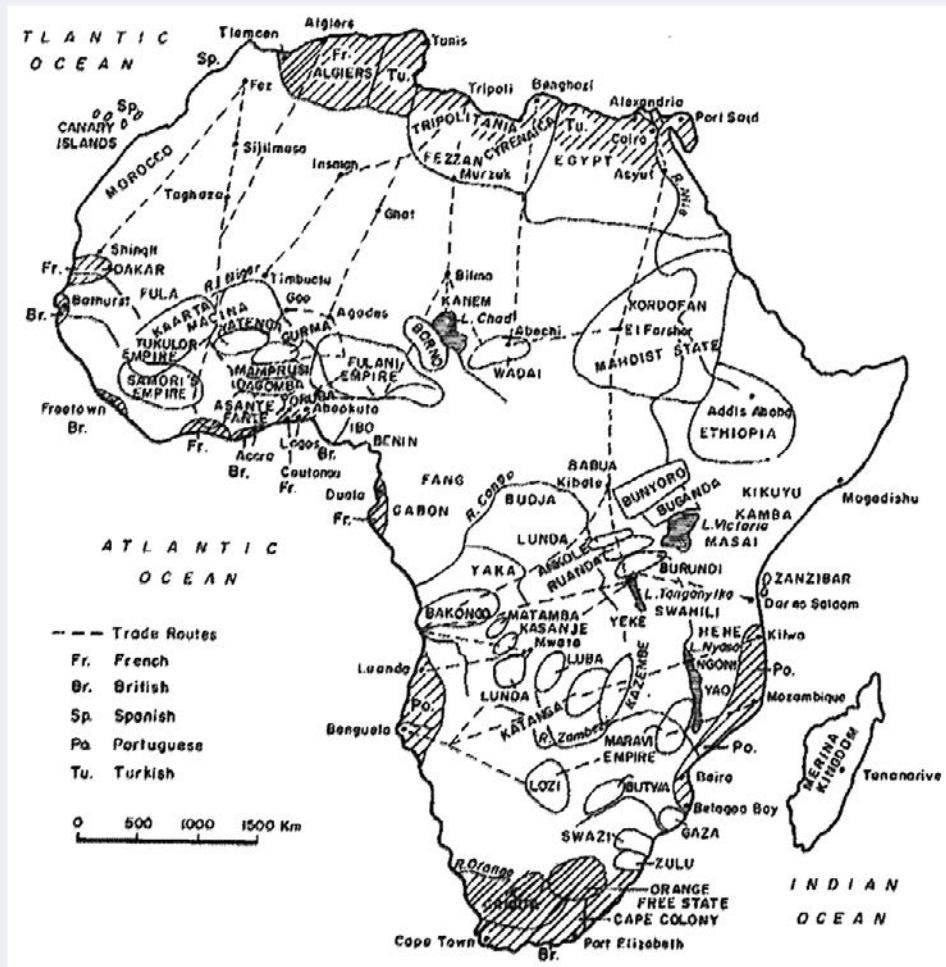 TLANTIC
OCEAN
Tlemcen
Algiers
Tunis
Sp.
Fr.
ALGIERS
Tu.
Fez
Tripoli
Benghazi
Alexandria
Port Said
Sp.
CANARY
ISLANDS
TRIPOLITANIA
CYRENAICA
Tu.
Cairo
MOROCCO
Sijilmasa
Insalah
FEZZAN
Murzuk
EGYPT
Asyut
R. Nile
Taghaza
Ghat
Shingit
Fr.
DAKAR
R. Niger
Timbuctu
Bilma
Bathurst
Br.
FULA
KAARTA
MACINA
Gao
Agades
KANEM
L. Chad
KORDOFAN
TUKULOR
EMPIRE
YATENGA
GURMA
BORNO
Abechi
El Farsher
MAHDIST STATE
MAMPRUSI
DAGOMBA
FULANI
EMPIRE
WADAI
SAMORI'S
EMPIRE
Addis Ababa
ETHIOPIA
ASANTE
FANTE
YORUBA
Abeokuta
IBO
BENIN
Freetown
Br.
Fr.
Accra
Br.
Lagos
Br.
Coutonou
Fr.
FANG
BABUA
Kibale
BUNYORO
BUGANDA
KIKUYU
KAMBA
Mogadishu
Duala
Fr.
GABON
R. Congo
BUDJA
L. Victoria
MASAI
LUNDA
ANKOLE
RUANDA
ATLANTIC
OCEAN
YAKA
BURUNDI
ZANZIBAR
L. Tanganyika
Dar es Salaam
BAKONGO
MATAMBA
KASANJE
Mwata
YEKE
SWAHILI
HEHE
Kilwa
L. Nyasa
NGONI
Po.
Luanda
LUBA
KAZEMBE
LUNDA
YAO
Mozambique
Po.
KATANGA
R. Zambezi
Benguela
MARAVI
EMPIRE
Po.
MERINA
KINGDOM
Tananarive
LOZI
BUTWA
Beira
Delagoa Bay
SWAZI
GAZA
ZULU
R. Orange
ORANGE
FREE STATE
CAPE COLONY
Cape Town
Port Elizabeth
Br.
INDIAN
OCEAN
Trade Routes
Fr. French
Br. British
Sp. Spanish
Po. Portuguese
Tu. Turkish
0 500 1000 1500 Km